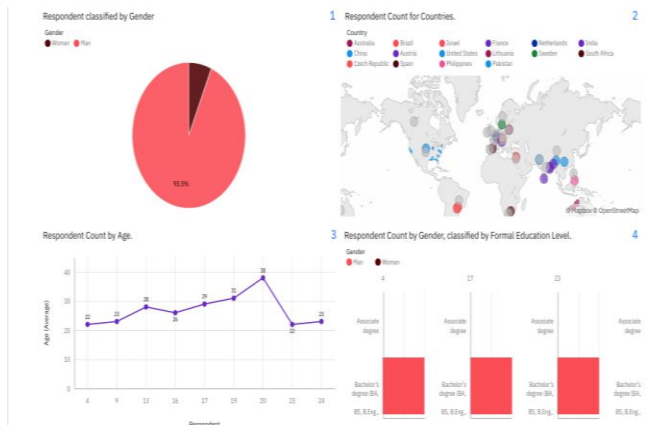 Respondent classified by Gender
1
Gender
Woman Man
93.5%
Respondent Count for Countries.
2
Country
Australia Brazil Israel France Netherlands India
China Austria United States Lithuania Sweden South Africa
Czech Republic Spain Philippines Pakistan
© Mapbox © OpenStreetMap
Respondent Count by Age.
3
Age (Average)
40
30
20
10
0
22 23 28 26 29 31 38 22 23
4 9 13 16 17 19 20 23 24
Respondent
Respondent Count by Gender, classified by Formal Education Level.
4
Gender
Man Woman
4 17 23
Associate degree
Bachelor's degree (BA, BS, B.Eng.,
Associate degree
Bachelor's degree (BA, BS, B.Eng.,
Associate degree
Bachelor's degree (BA, BS, B.Eng.,
Associate degree
Bachelor's degree (BA, BS, B.Eng.,